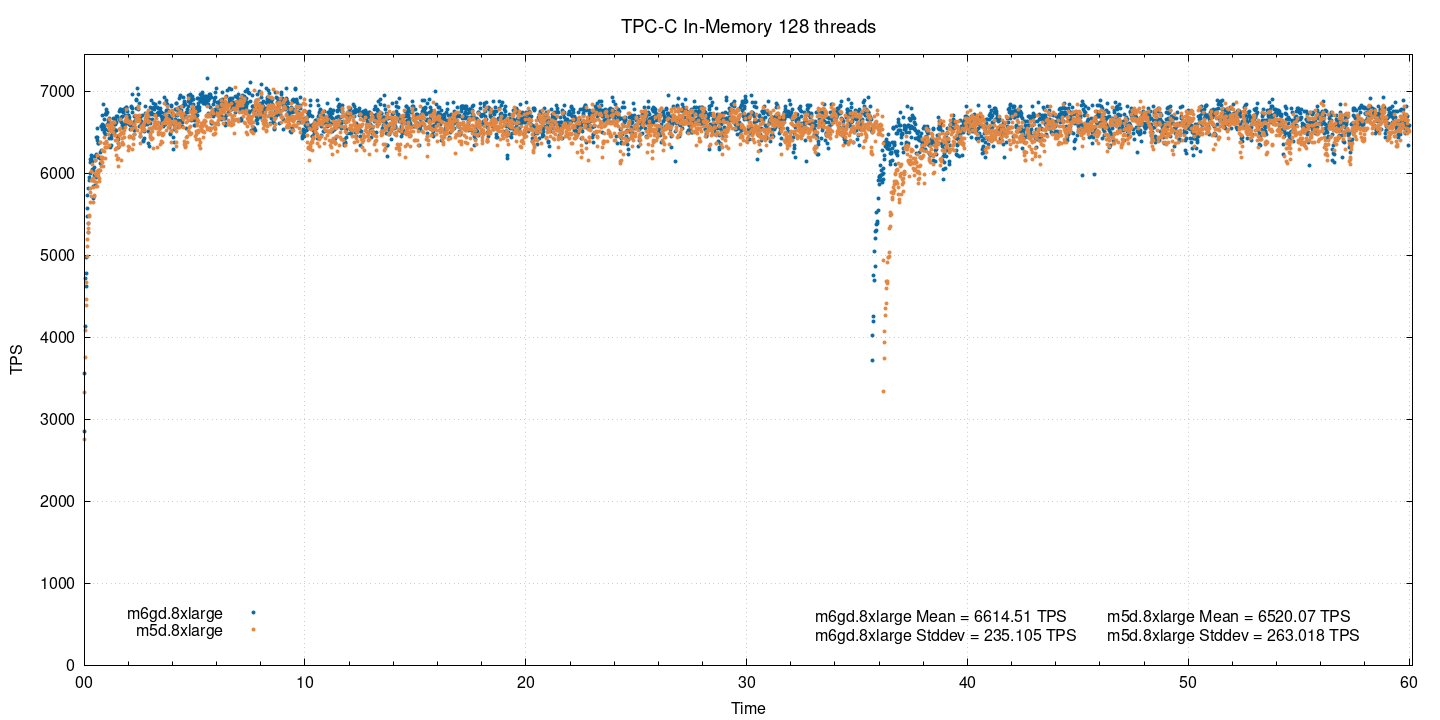 TPC-C In-Memory 128 threads
7000
6000
5000
4000
3000
2000
1000
0
TPS
m6gd.8xlarge
m5d.8xlarge
m6gd.8xlarge Mean = 6614.51 TPS
m6gd.8xlarge Stddev = 235.105 TPS
m5d.8xlarge Mean = 6520.07 TPS
m5d.8xlarge Stddev = 263.018 TPS
00 10 20 30 40 50 60
Time